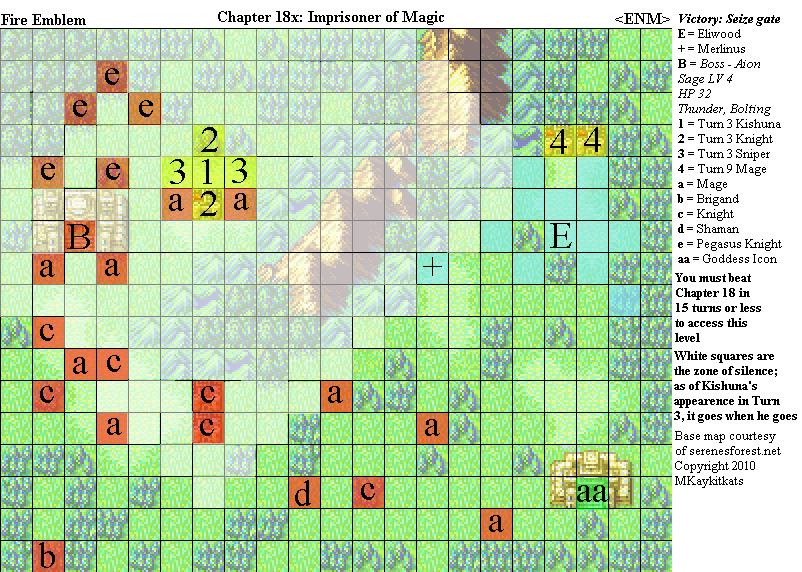 Fire Emblem Chapter 18x: Imprisoner of Magic <ENM>
Victory: Seize gate
E = Eliwood
+ = Merlinus
B = Boss - Aion
Sage LV 4
HP 32
Thunder, Bolting
1 = Turn 3 Kishuna
2 = Turn 3 Knight
3 = Turn 3 Sniper
4 = Turn 9 Mage
a = Mage
b = Brigand
c = Knight
d = Shaman
e = Pegasus Knight
aa = Goddess Icon
You must beat
Chapter 18 in
15 turns or less
to access this
level
White squares are
the zone of silence;
as of Kishuna's
appearence in Turn
3, it goes when he goes
Base map courtesy
of serenesforest.net
Copyright 2010
MKaykitkats
e
e e
2 4 4
e e 3 1 3
a 2 a
B E
a a +
c
a c
c c a
a c a
aa
d c
a
b